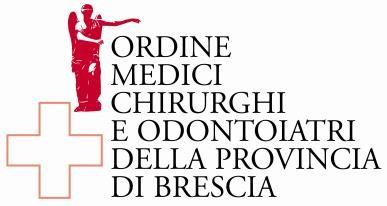 ORDINE
MEDICI
CHIRURGHI
E ODONTOIATRI
DELLA PROVINCIA
DI BRESCIA